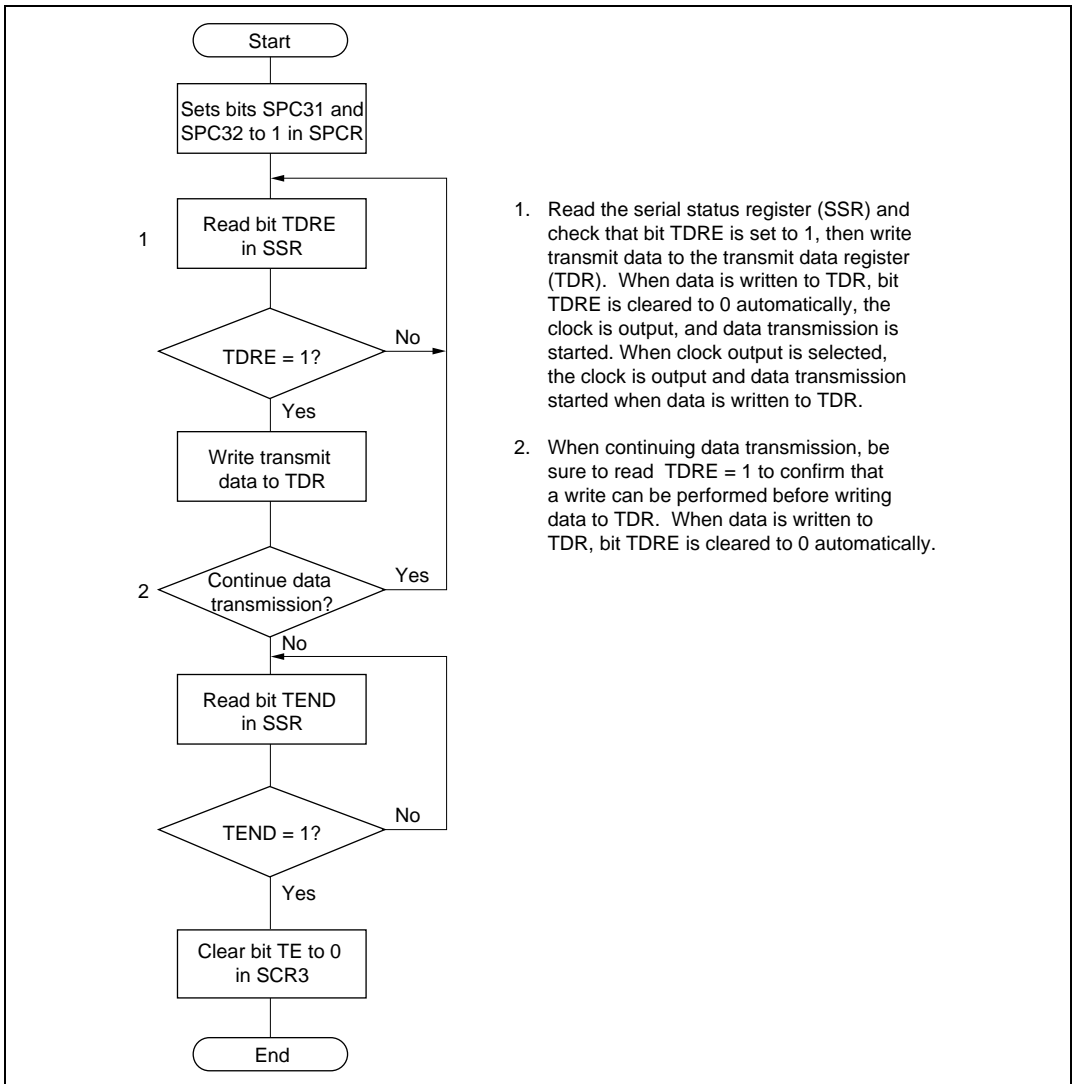 Start
Sets bits SPC31 and
SPC32 to 1 in SPCR
1
Read bit TDRE
in SSR
TDRE = 1?
No
Yes
Write transmit
data to TDR
2
Continue data
transmission?
Yes
No
Read bit TEND
in SSR
TEND = 1?
No
Yes
Clear bit TE to 0
in SCR3
End
1. Read the serial status register (SSR) and
check that bit TDRE is set to 1, then write
transmit data to the transmit data register
(TDR). When data is written to TDR, bit
TDRE is cleared to 0 automatically, the
clock is output, and data transmission is
started. When clock output is selected,
the clock is output and data transmission
started when data is written to TDR.
2. When continuing data transmission, be
sure to read TDRE = 1 to confirm that
a write can be performed before writing
data to TDR. When data is written to
TDR, bit TDRE is cleared to 0 automatically.